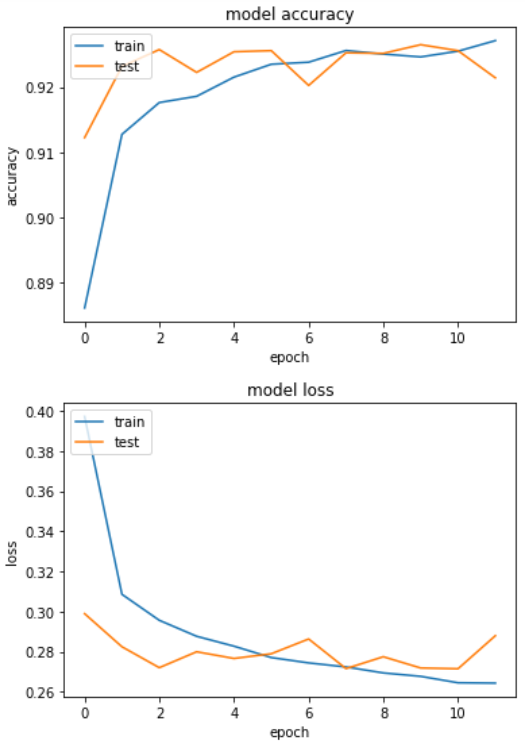 model accuracy
train
test
0.92
0.91
0.90
0.89
accuracy
0 2 4 6 8 10
epoch
model loss
0.40
train
test
0.38
0.36
0.34
0.32
0.30
0.28
0.26
loss
0 2 4 6 8 10
epoch